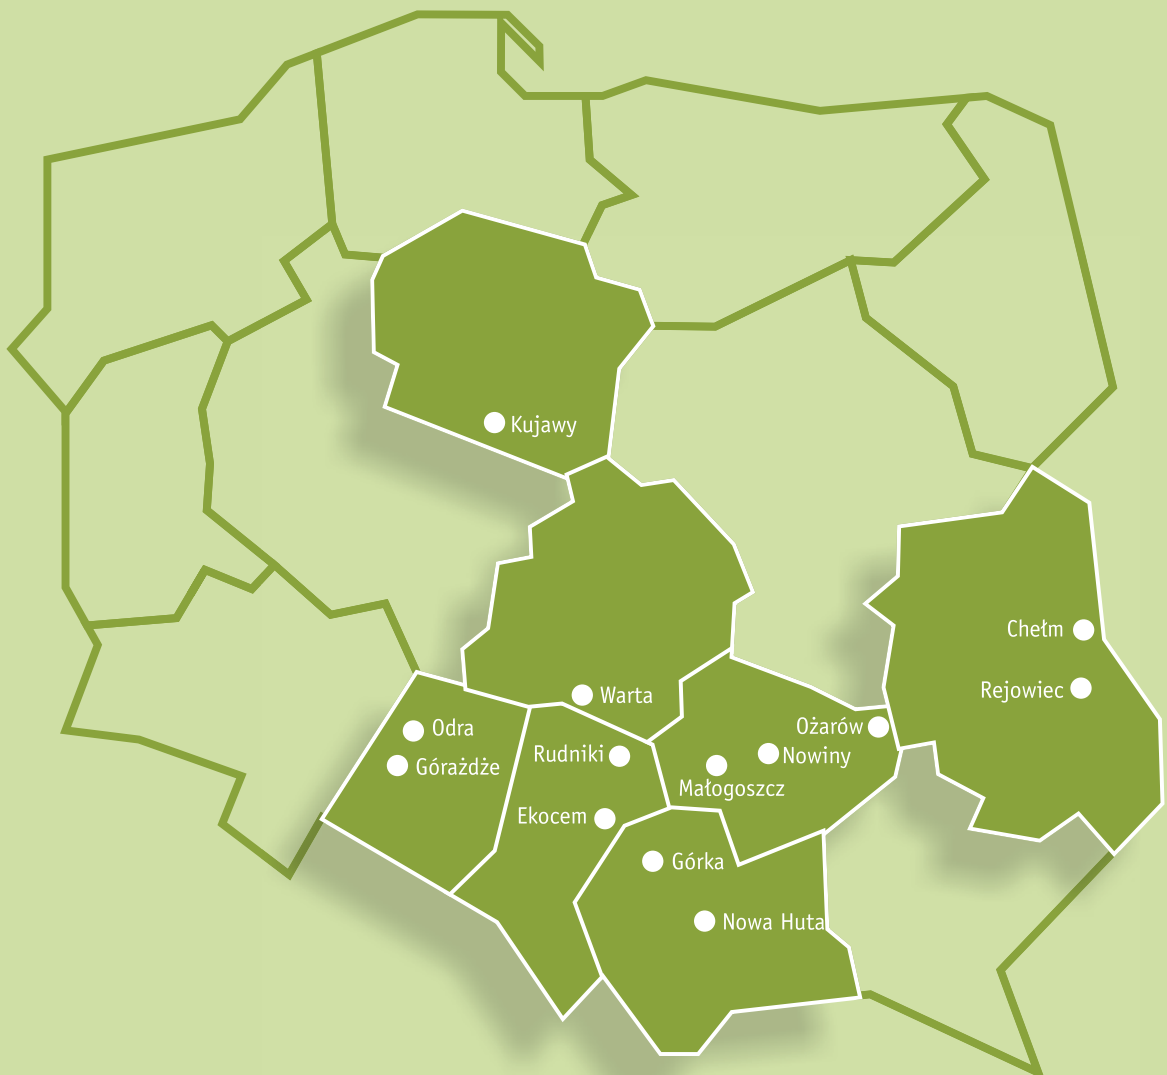 Kujawy
Chełm
Rejowiec
Warta
Ożarów
Odra
Rudniki
Nowiny
Górażdże
Małogoszcz
Ekocem
Górka
Nowa Huta